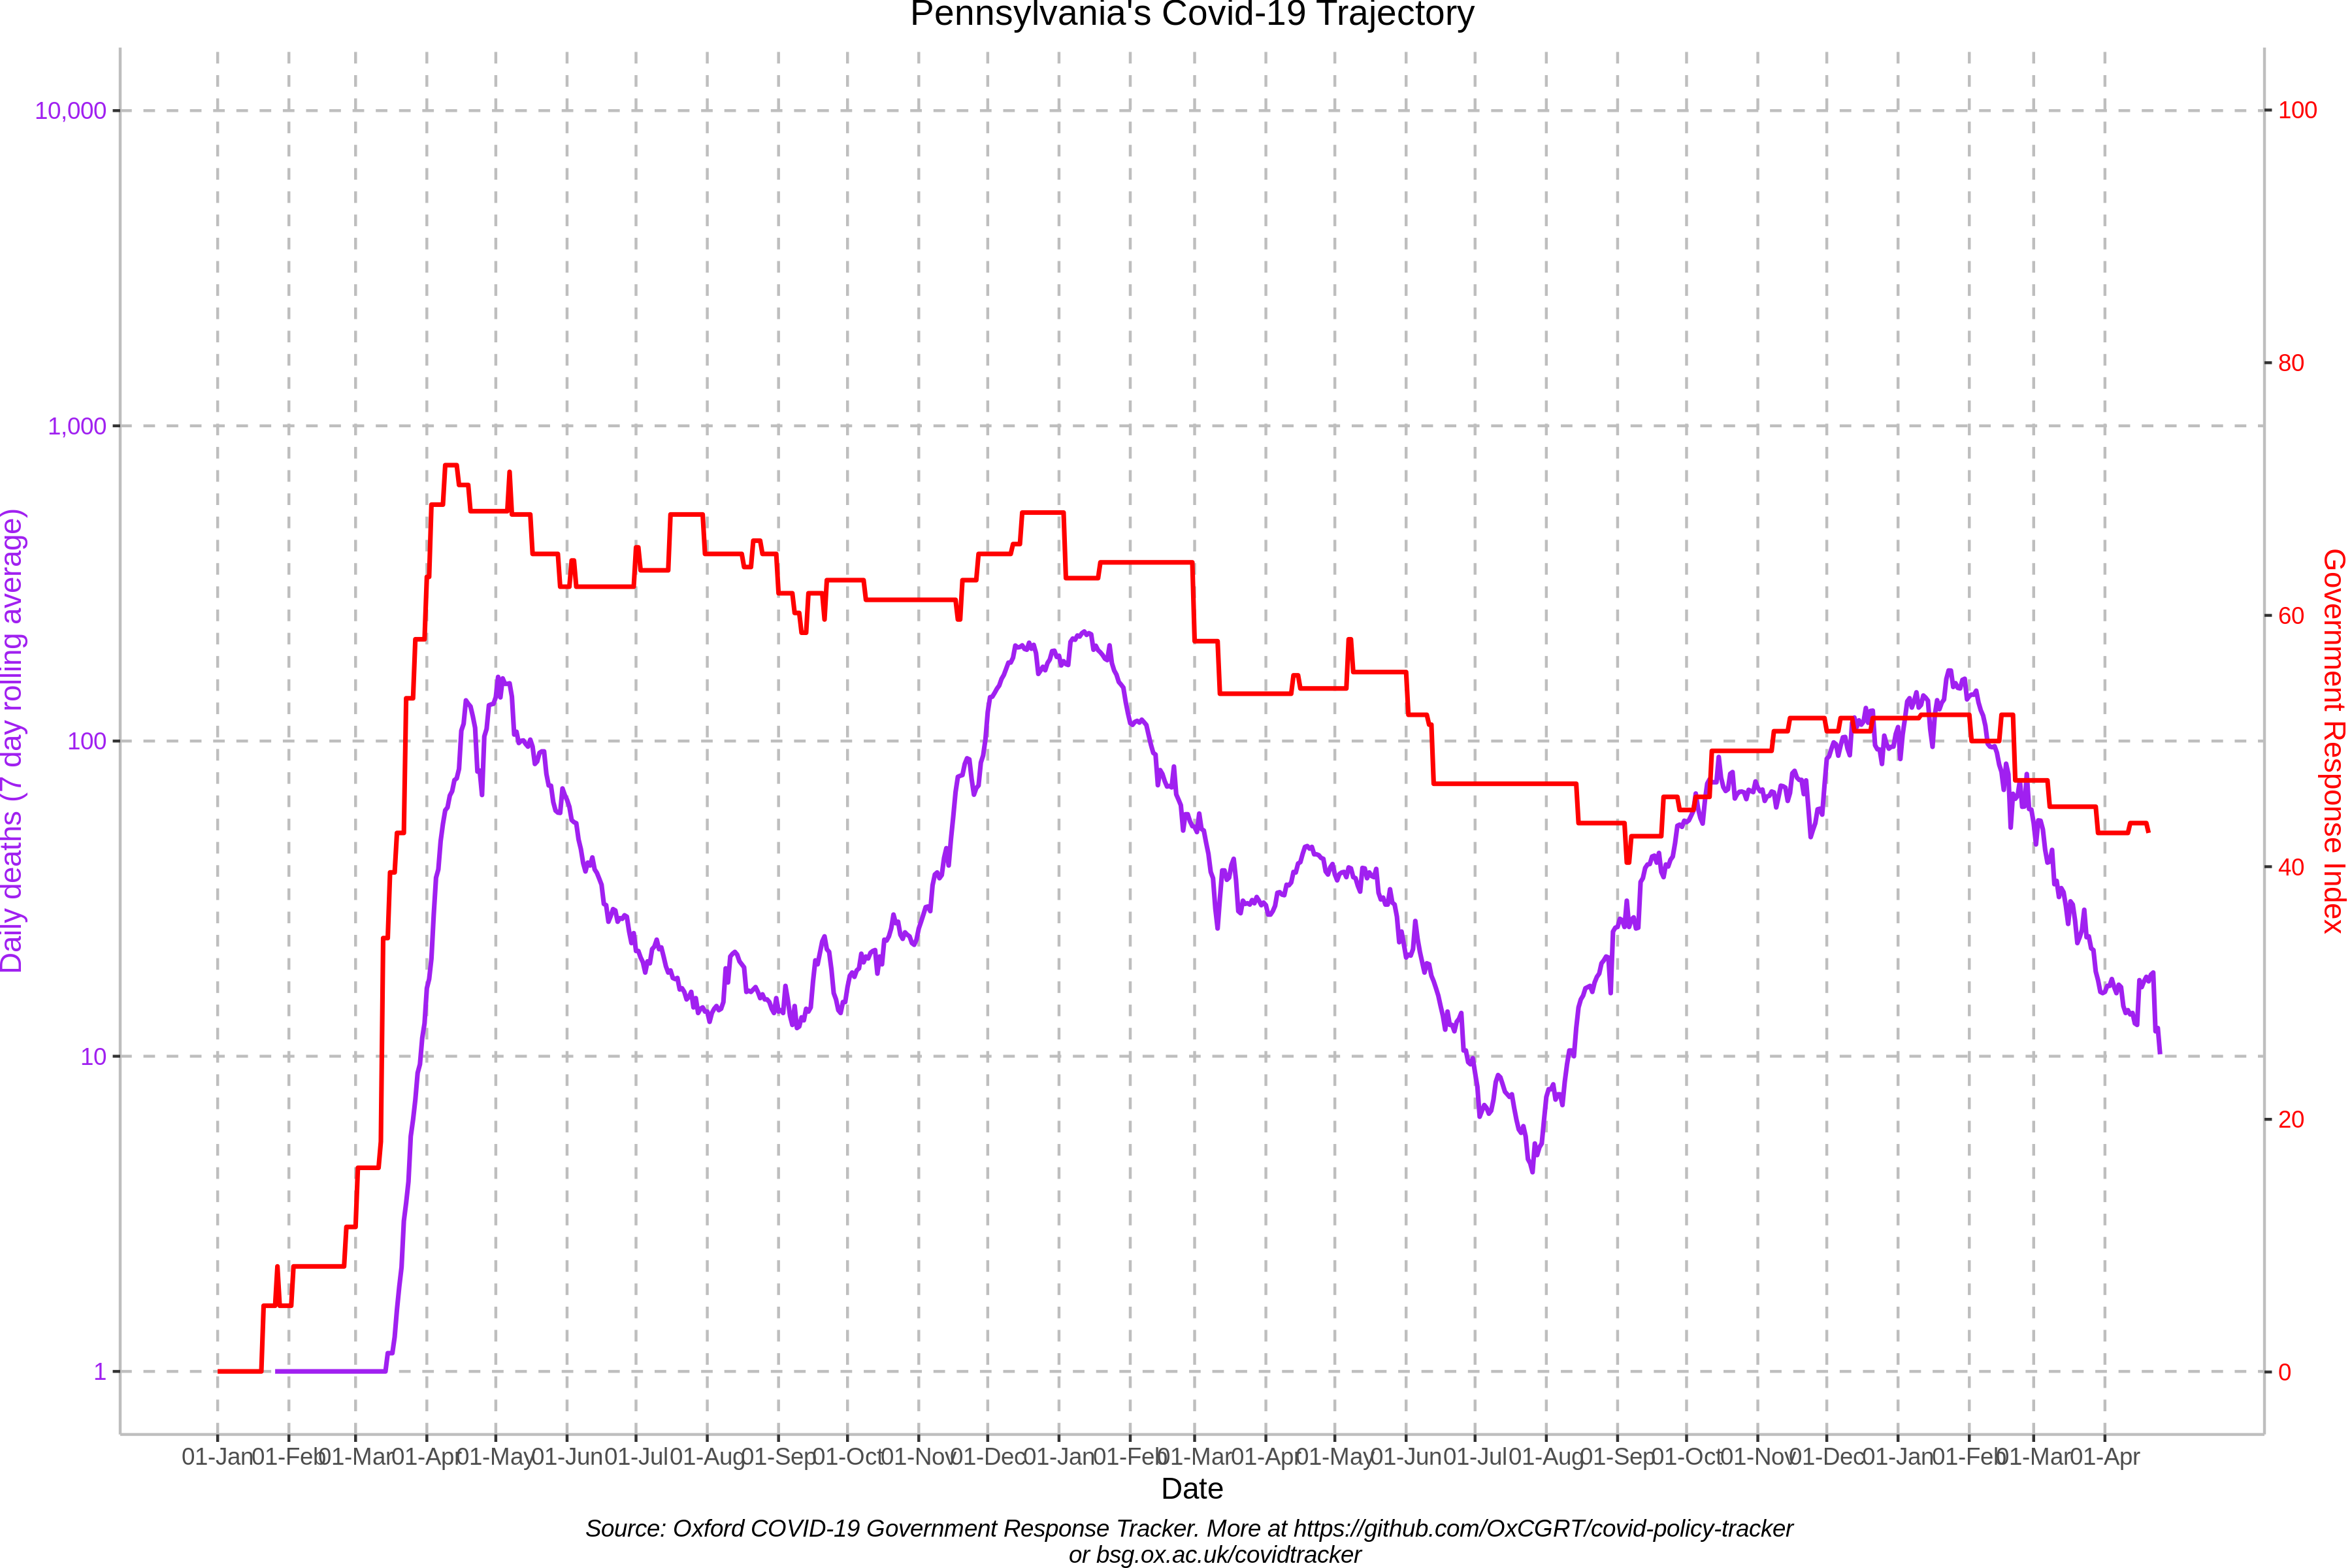 Pennsylvania's Covid-19 Trajectory
10,000
1,000
100
10
1
Daily deaths (7 day rolling average)
100
80
60
40
20
0
Government Response Index
01-Jan 01-Feb 01-Mar 01-Apr 01-May 01-Jun 01-Jul 01-Aug 01-Sep 01-Oct 01-Nov 01-Dec 01-Jan 01-Feb 01-Mar 01-Apr 01-May 01-Jun 01-Jul 01-Aug 01-Sep 01-Oct 01-Nov 01-Dec 01-Jan 01-Feb 01-Mar 01-Apr
Date
Source: Oxford COVID-19 Government Response Tracker. More at https://github.com/OxCGRT/covid-policy-tracker
or bsg.ox.ac.uk/covidtracker